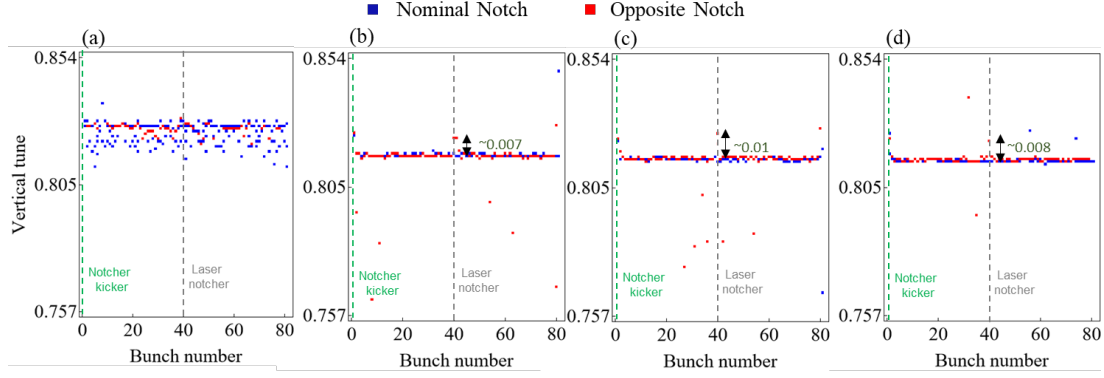 Nominal Notch Opposite Notch
(a) (b) (c) (d)
Vertical tune
0.854
0.805
0.757
Notcher
kicker
Laser
notcher
0 20 40 60 80
Bunch number
0.854
0.805
0.757
~0.007
Notcher
kicker
Laser
notcher
0 20 40 60 80
Bunch number
0.854
0.805
0.757
~0.01
Notcher
kicker
Laser
notcher
0 20 40 60 80
Bunch number
0.854
0.805
0.757
~0.008
Notcher
kicker
Laser
notcher
0 20 40 60 80
Bunch number